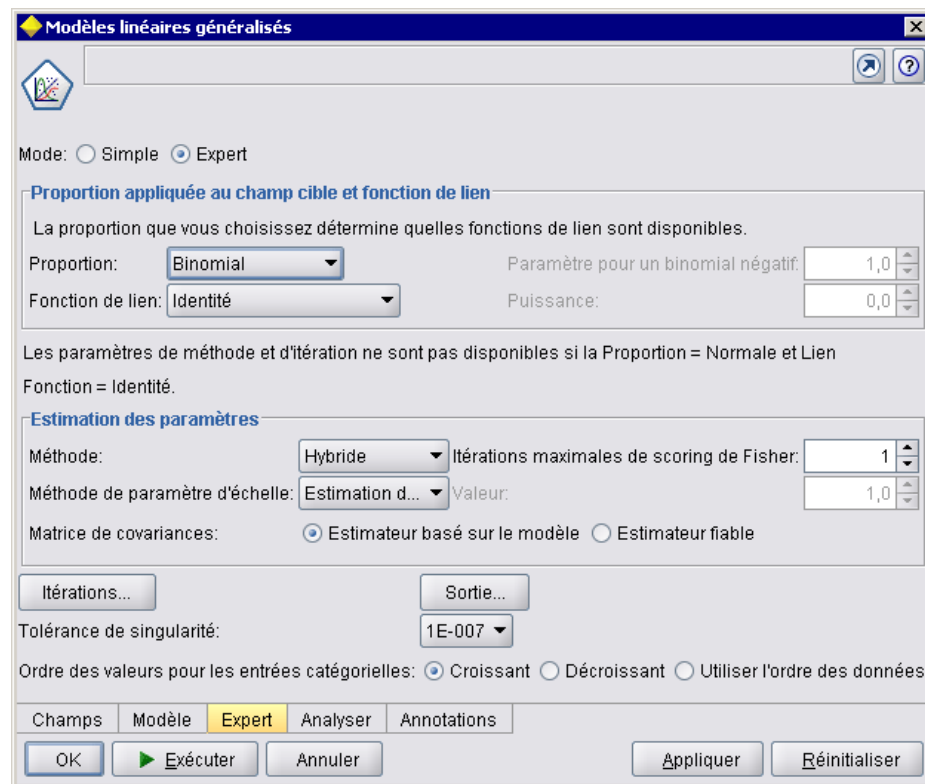 Modèles linéaires généralisés
Mode: Simple Expert
Proportion appliquée au champ cible et fonction de lien
La proportion que vous choisissez détermine quelles fonctions de lien sont disponibles.
Proportion: Binomial Paramètre pour un binomial négatif: 1,0
Fonction de lien: Identité Puissance: 0,0
Les paramètres de méthode et d'itération ne sont pas disponibles si la Proportion = Normale et Lien
Fonction = Identité.
Estimation des paramètres
Méthode: Hybride Itérations maximales de scoring de Fisher: 1
Méthode de paramètre d'échelle: Estimation d... Valeur: 1,0
Matrice de covariances: Estimateur basé sur le modèle Estimateur fiable
Itérations... Sortie...
Tolérance de singularité: 1E-007
Ordre des valeurs pour les entrées catégorielles: Croissant Décroissant Utiliser l'ordre des données
Champs Modèle Expert Analyser Annotations
OK Exécuter Annuler Appliquer Réinitialiser